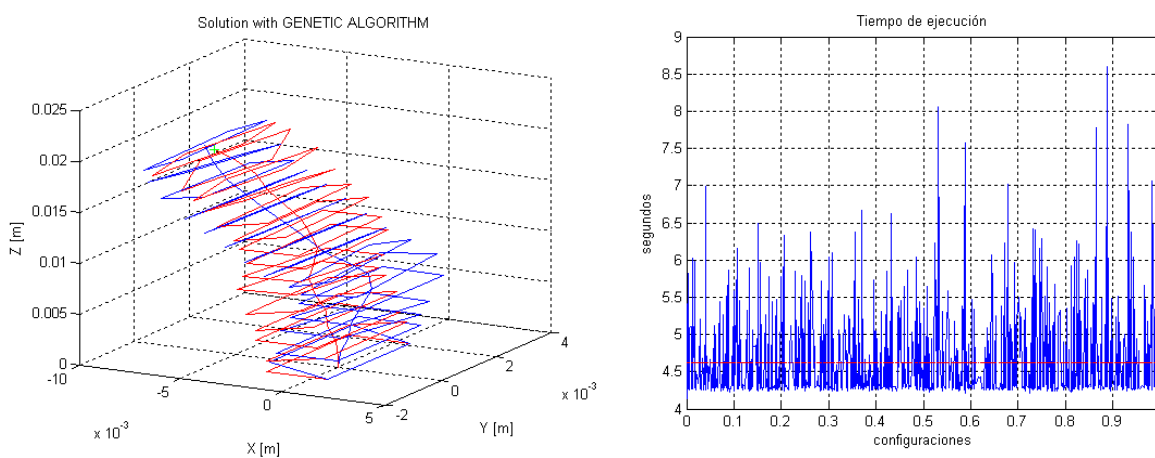 Solution with GENETIC ALGORITHM
0.025
0.02
0.015
0.01
0.005
0
Z [m]
-10
-5
0
5
x 10⁻³
X [m]
-2
0
2
4
x 10⁻³
Y [m]
Tiempo de ejecución
9
8.5
8
7.5
7
6.5
6
5.5
5
4.5
4
segundos
0 0.1 0.2 0.3 0.4 0.5 0.6 0.7 0.8 0.9
configuraciones